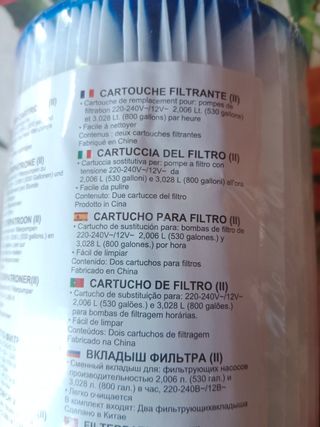 CARTOUCHE FILTRANTE (II)
• Cartouche de remplacement pour: pompes de
filtration 220-240V~/12V~ 2,006 Lt. (530 gallons)
et 3,028 Lt. (800 gallons) par heure
• Facile à nettoyer
Contenus : deux cartouches filtrantes
Fabriqué en China
CARTUCCIA DEL FILTRO (II)
• Cartuccia sostitutiva per: pompe a filtro con
tensione 220-240V~/12V~ da
2,006 L (530 galloni) e 3,028 L (800 galloni) all'ora
• Facile da pulire
Contenuto: Due cartucce del filtro
Prodotto in Cina
CARTUCHO PARA FILTRO (II)
• Cartucho de sustitución para: bombas de filtro de
220-240V~/12V~ 2,006 L (530 galones.) y
3,028 L (800 galones.) por hora
• Fácil de limpiar
Contenido: Dos cartuchos para filtros
Fabricado en China
CARTUCHO DE FILTRO (II)
• Cartucho de substituição para: 220-240V~/12V~
2,006 L (530 galões.) e 3,028 L (800 galões)
para bombas de filtro horárias.
• Fácil de limpar
Conteúdos: Dois cartuchos de filtragem
Fabricado na China
ВКЛАДЫШ ФИЛЬТРА (II)
• Сменный вкладыш для: фильтрующих насосов
производительностью 2,006 л. (530 гал.) и
3,028 л. (800 гал.) в час, 220-240В~/12В~
• Легко очищается
В комплект входят: Два фильтрующихвкладыша
Сделано в Китае